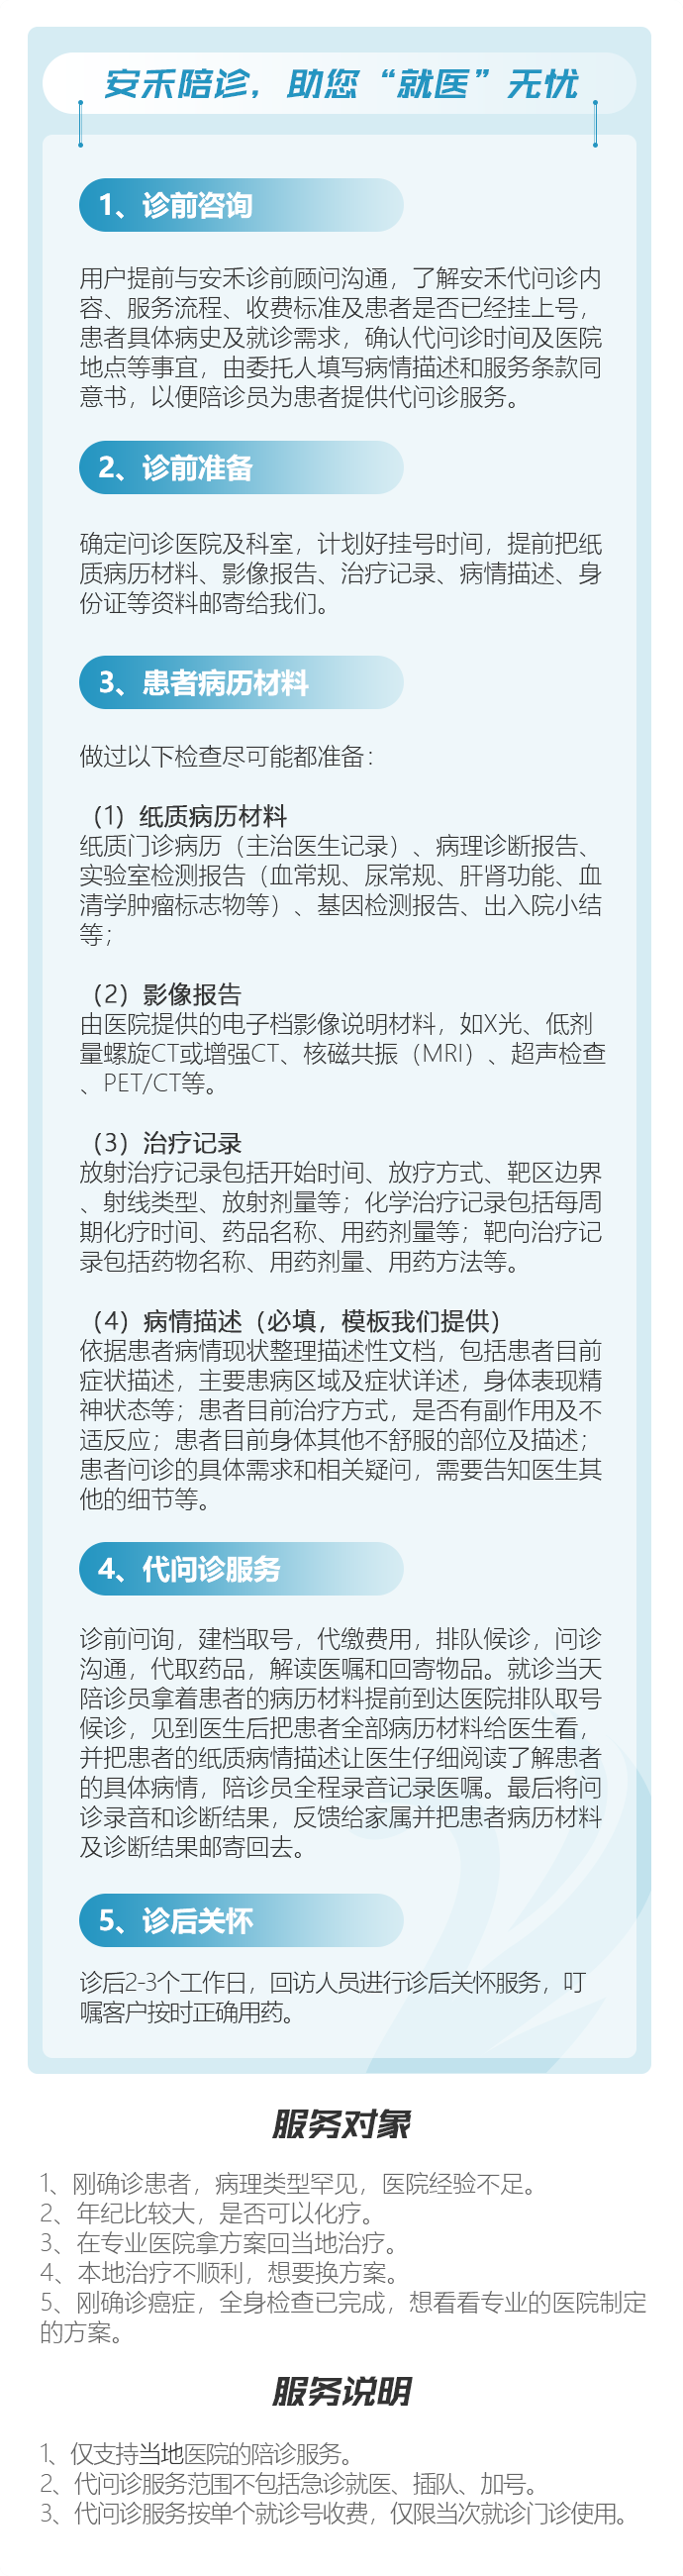 安禾陪诊，助您“就医”无忧
1、诊前咨询
用户提前与安禾诊前顾问沟通，了解安禾代问诊内
容、服务流程、收费标准及患者是否已经挂上号，
患者具体病史及就诊需求，确认代问诊时间及医院
地点等事宜，由委托人填写病情描述和服务条款同
意书，以便陪诊员为患者提供代问诊服务。
2、诊前准备
确定问诊医院及科室，计划好挂号时间，提前把纸
质病历材料、影像报告、治疗记录、病情描述、身
份证等资料邮寄给我们。
3、患者病历材料
做过以下检查尽可能都准备：
（1）纸质病历材料
纸质门诊病历（主治医生记录）、病理诊断报告、
实验室检测报告（血常规、尿常规、肝肾功能、血
清学肿瘤标志物等）、基因检测报告、出入院小结
等；
（2）影像报告
由医院提供的电子档影像说明材料，如X光、低剂
量螺旋CT或增强CT、核磁共振（MRI）、超声检查
、PET/CT等。
（3）治疗记录
放射治疗记录包括开始时间、放疗方式、靶区边界
、射线类型、放射剂量等；化学治疗记录包括每周
期化疗时间、药品名称、用药剂量等；靶向治疗记
录包括药物名称、用药剂量、用药方法等。
（4）病情描述（必填，模板我们提供）
依据患者病情现状整理描述性文档，包括患者目前
症状描述，主要患病区域及症状详述，身体表现精
神状态等；患者目前治疗方式，是否有副作用及不
适反应；患者目前身体其他不舒服的部位及描述；
患者问诊的具体需求和相关疑问，需要告知医生其
他的细节等。
4、代问诊服务
诊前问询，建档取号，代缴费用，排队候诊，问诊
沟通，代取药品，解读医嘱和回寄物品。就诊当天
陪诊员拿着患者的病历材料提前到达医院排队取号
候诊，见到医生后把患者全部病历材料给医生看，
并把患者的纸质病情描述让医生仔细阅读了解患者
的具体病情，陪诊员全程录音记录医嘱。最后将问
诊录音和诊断结果，反馈给家属并把患者病历材料
及诊断结果邮寄回去。
5、诊后关怀
诊后2-3个工作日，回访人员进行诊后关怀服务，叮
嘱客户按时正确用药。
服务对象
1、刚确诊患者，病理类型罕见，医院经验不足。
2、年纪比较大，是否可以化疗。
3、在专业医院拿方案回当地治疗。
4、本地治疗不顺利，想要换方案。
5、刚确诊癌症，全身检查已完成，想看看专业的医院制定
的方案。
服务说明
1、仅支持当地医院的陪诊服务。
2、代问诊服务范围不包括急诊就医、插队、加号。
3、代问诊服务按单个就诊号收费，仅限当次就诊门诊使用。